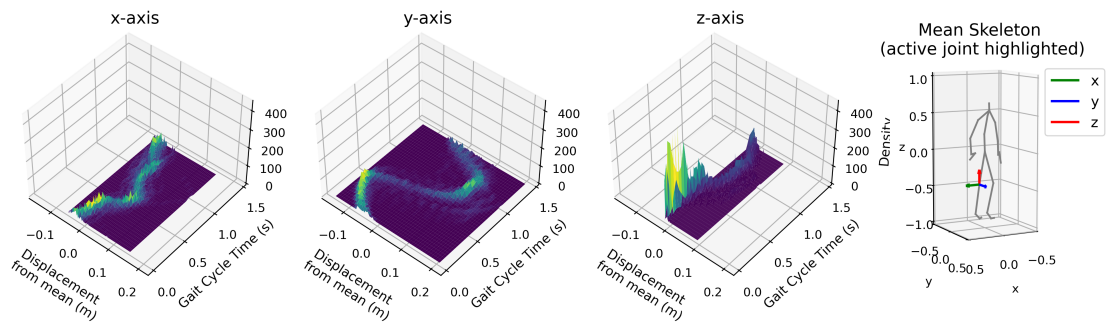 x-axis
400
300
200
100
0
−0.1
0.0
0.1
0.2
0.0
0.5
1.0
1.5
Displacement
from mean (m)
Gait Cycle Time (s)
y-axis
400
300
200
100
0
−0.1
0.0
0.1
0.2
0.0
0.5
1.0
1.5
Displacement
from mean (m)
Gait Cycle Time (s)
z-axis
400
300
200
100
0
−0.1
0.0
0.1
0.2
0.0
0.5
1.0
1.5
Displacement
from mean (m)
Gait Cycle Time (s)
Density
Mean Skeleton
(active joint highlighted)
x
y
z
1.0
0.5
0.0
−0.5
−1.0
z
−0.5
0.0
0.5
y
0.5
0.0
−0.5
x